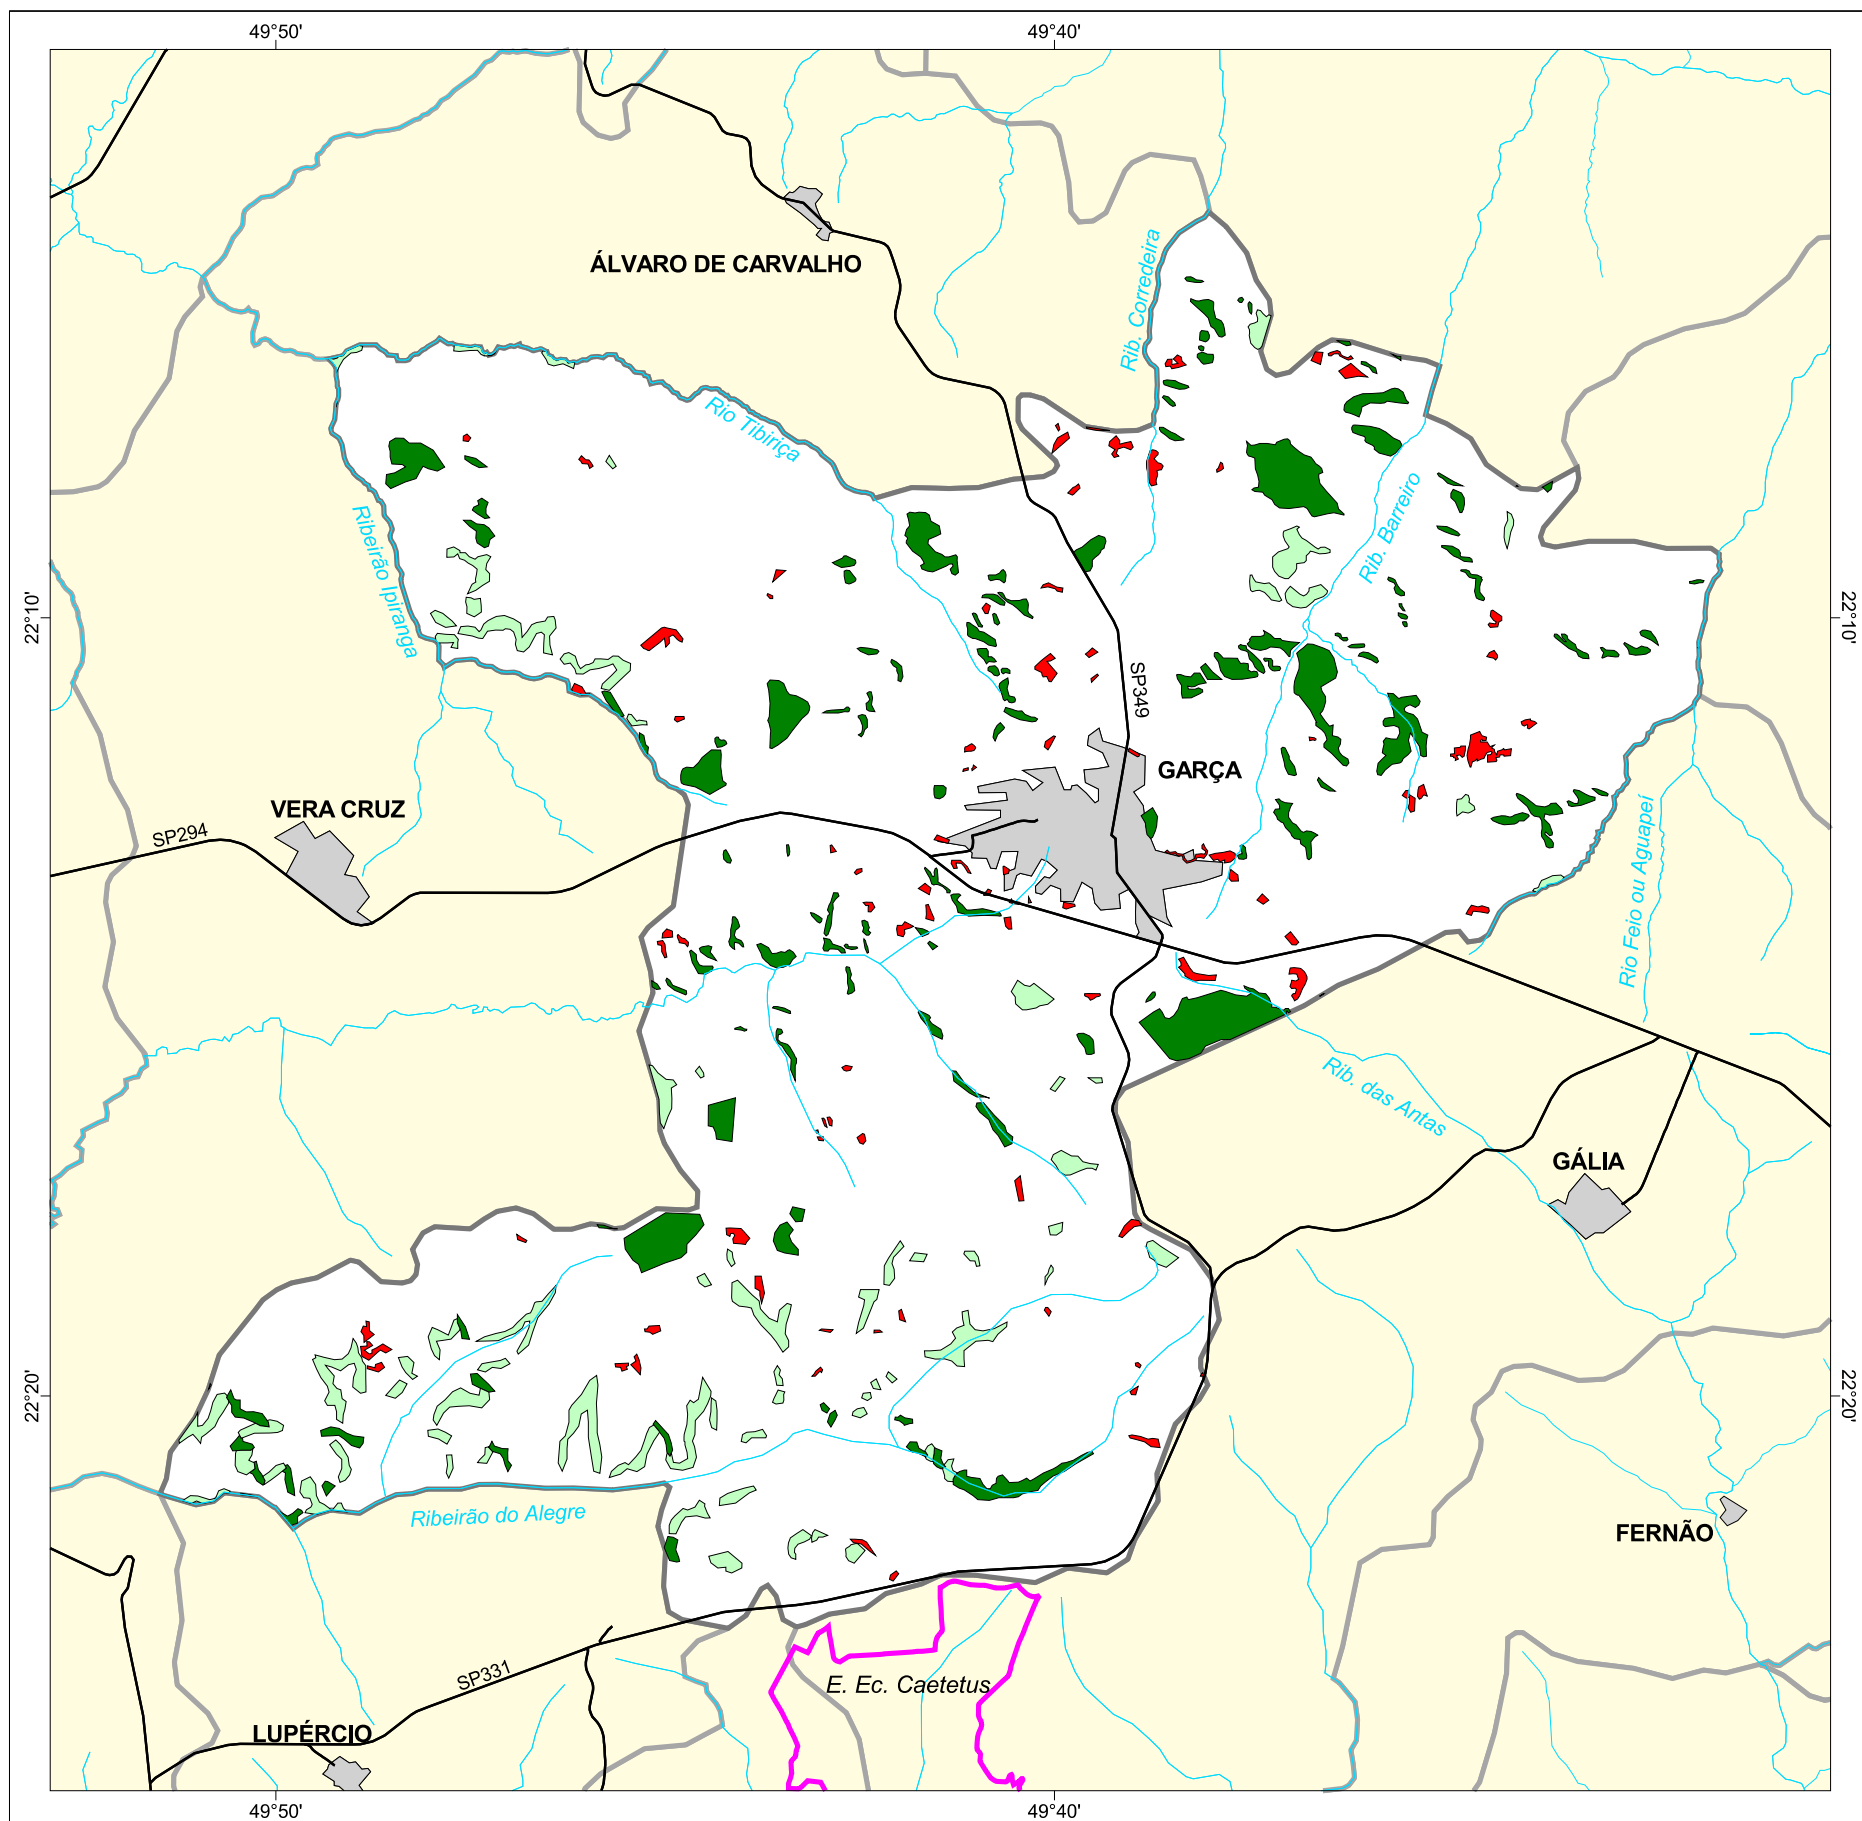 49°50'
49°40'
ÁLVARO DE CARVALHO
Rib. Corredeira
Rio Tibiriça
Ribeirão Ipiranga
Rib. Barreiro
22°10'
22°10'
SP349
GARÇA
VERA CRUZ
SP294
Rio Feio ou Aguapeí
Rib. das Antas
GÁLIA
22°20'
22°20'
Ribeirão do Alegre
FERNÃO
E. Ec. Caetetus
SP331
LUPÉRCIO
49°50'
49°40'